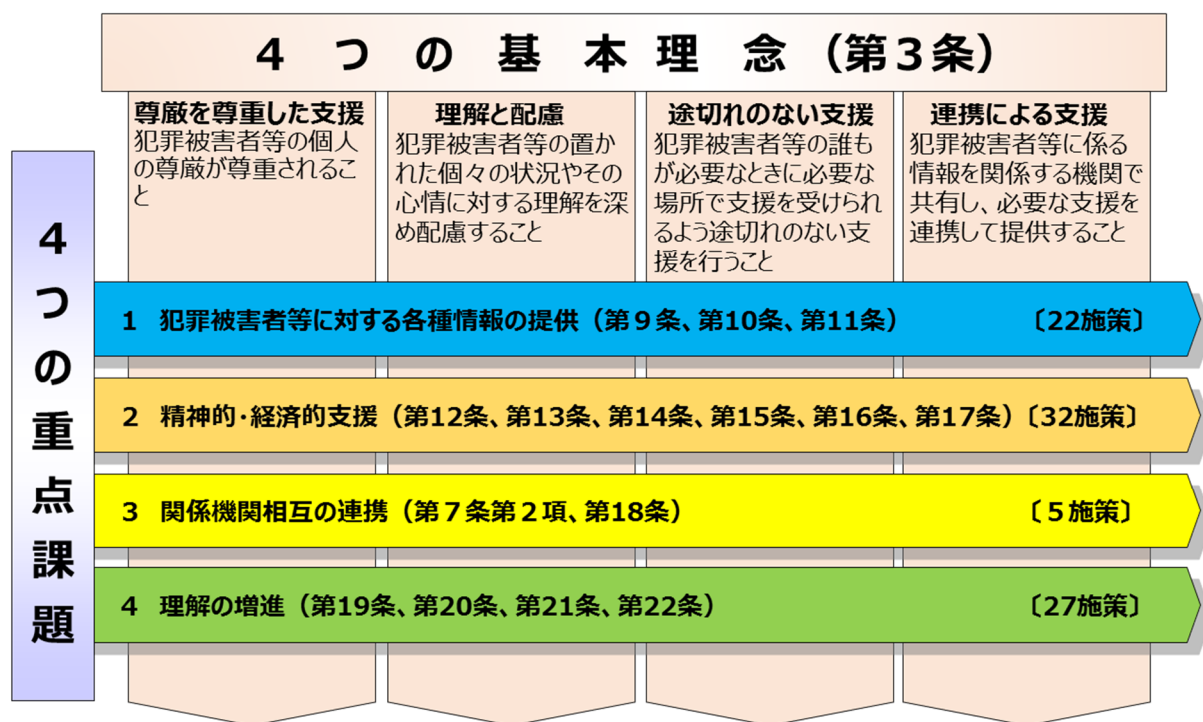 ４つの基本理念（第３条）
尊厳を尊重した支援
犯罪被害者等の個人
の尊厳が尊重されるこ
と
理解と配慮
犯罪被害者等の置か
れた個々の状況やその
心情に対する理解を深
め配慮すること
途切れのない支援
犯罪被害者等の誰も
が必要なときに必要な
場所で支援を受けられ
るよう途切れのない支
援を行うこと
連携による支援
犯罪被害者等に係る
情報を関係する機関で
共有し、必要な支援を
連携して提供すること
４つの重点課題
1 犯罪被害者等に対する各種情報の提供（第９条、第10条、第11条） 〔22施策〕
2 精神的・経済的支援（第12条、第13条、第14条、第15条、第16条、第17条）〔32施策〕
3 関係機関相互の連携（第７条第２項、第18条） 〔５施策〕
4 理解の増進（第19条、第20条、第21条、第22条） 〔27施策〕